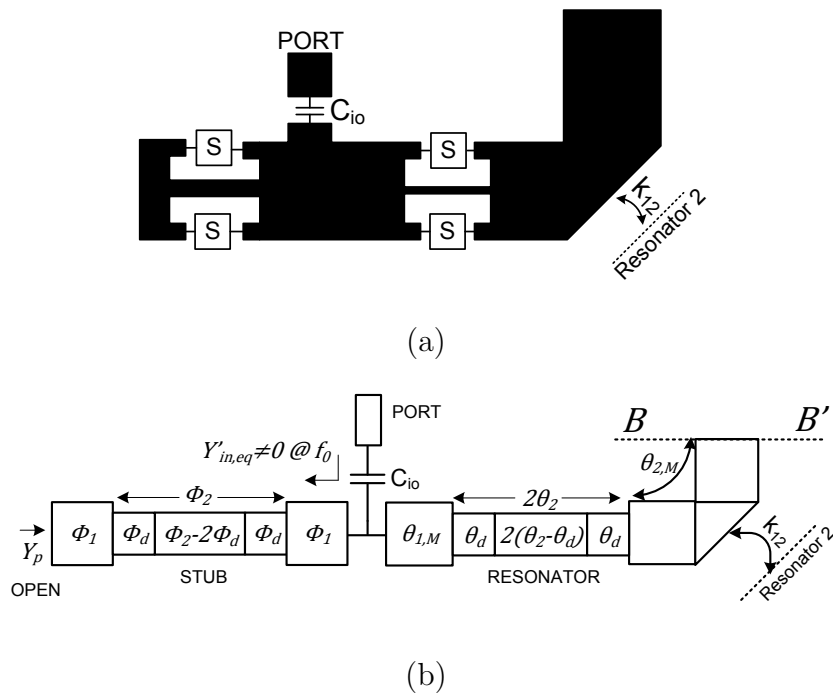 PORT
C_io
S
S
S
S
K_12
Resonator 2
(a)
B
B'
PORT
Y'_in,eq≠0 @ f_0
θ_2,M
C_io
Φ_2
2θ_2
Φ_1
Φ_d
Φ_2-2Φ_d
Φ_d
Φ_1
θ_1,M
θ_d
2(θ_2-θ_d)
θ_d
K_12
Y_p
STUB
RESONATOR
Resonator 2
OPEN
(b)